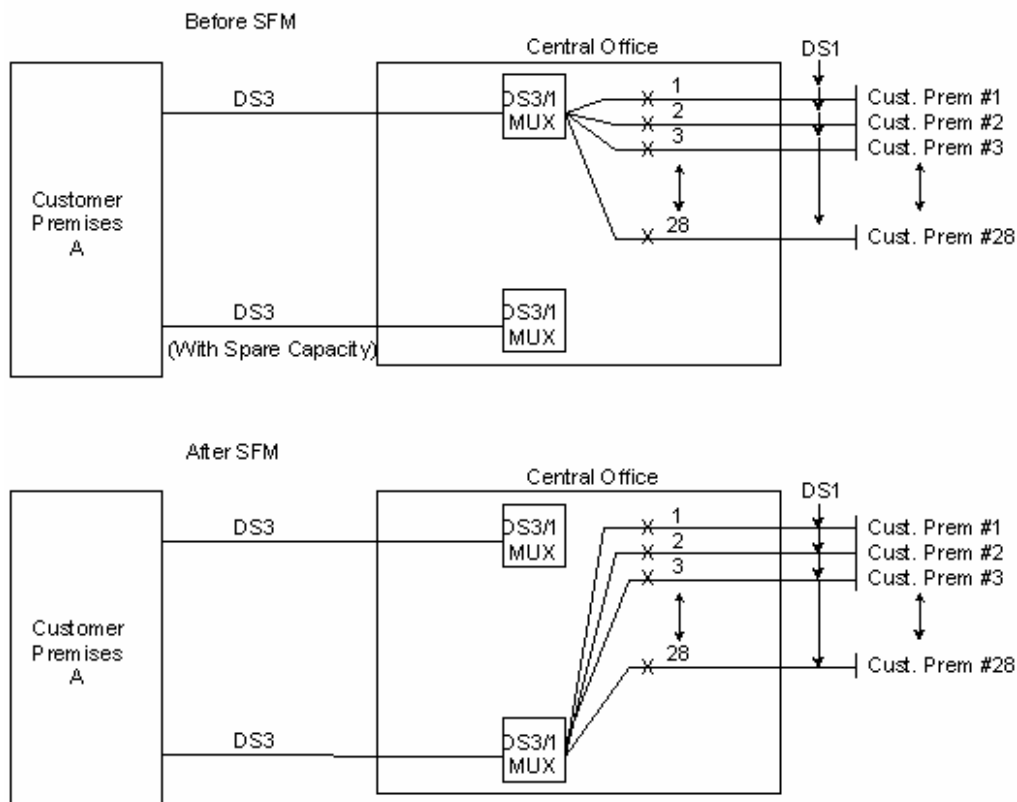 Before SFM
Central Office
DS1
DS3
DS3/1
MUX
1
2
3
28
Cust. Prem #1
Cust. Prem #2
Cust. Prem #3
Cust. Prem #28
Customer
Premises
A
DS3
(With Spare Capacity)
DS3/1
MUX
After SFM
Central Office
DS1
DS3
DS3/1
MUX
1
2
3
28
Cust. Prem #1
Cust. Prem #2
Cust. Prem #3
Cust. Prem #28
Customer
Premises
A
DS3
DS3/1
MUX